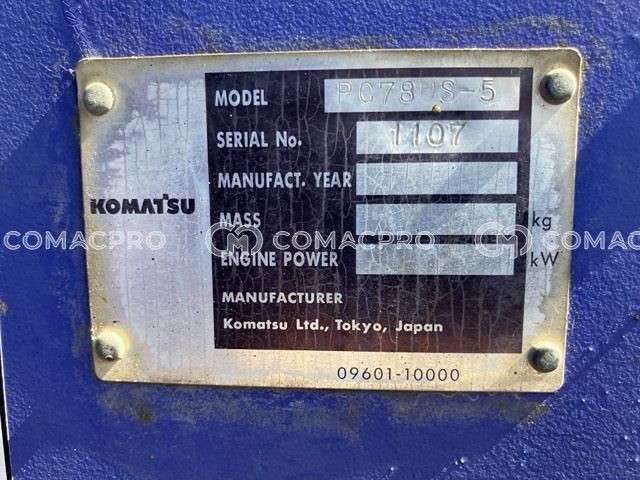 MODEL PC78US-5
SERIAL No. 1107
MANUFACT. YEAR
KOMATSU
MASS kg
COMACPRO COMACPRO COMACPRO
ENGINE POWER kW
MANUFACTURER
Komatsu Ltd., Tokyo, Japan
09601-10000